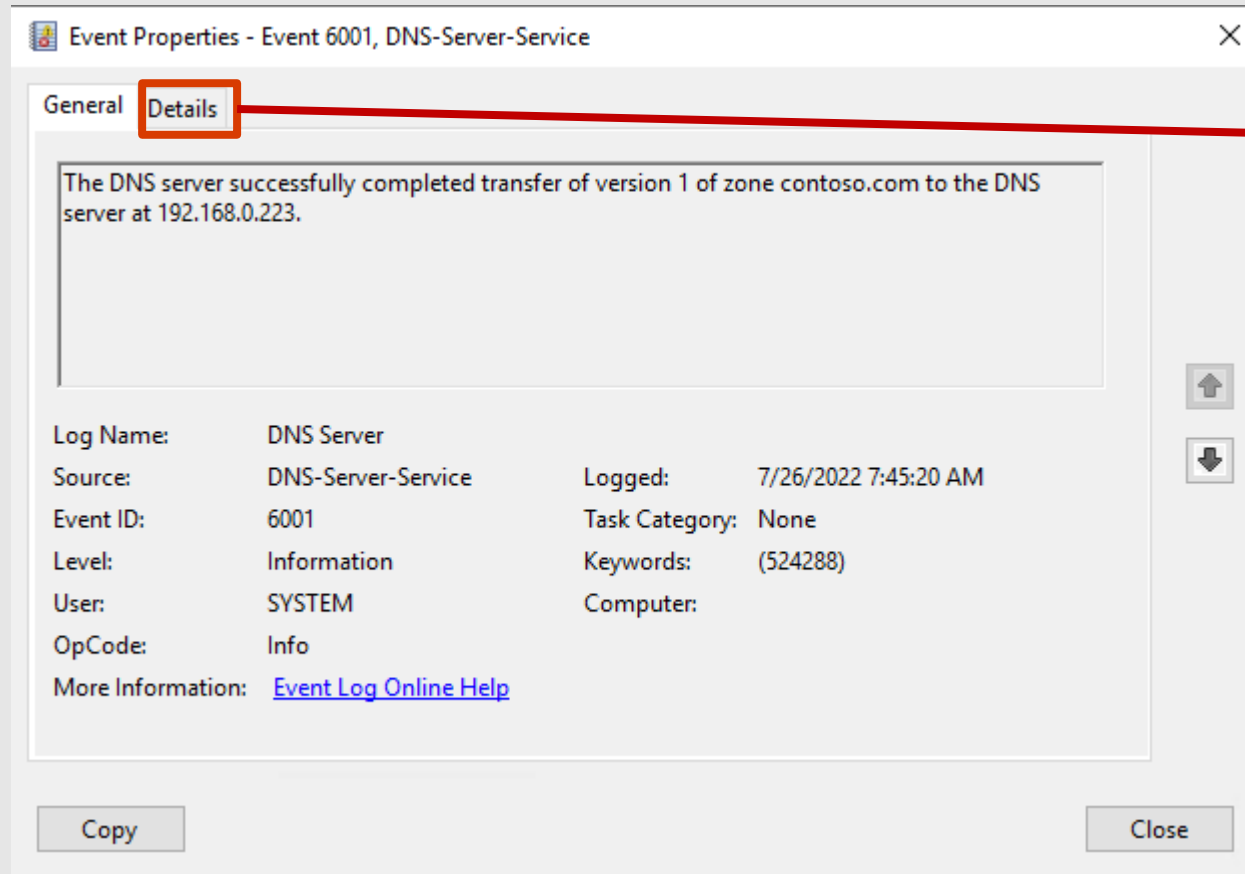 Event Properties - Event 6001, DNS-Server-Service
General Details
The DNS server successfully completed transfer of version 1 of zone contoso.com to the DNS
server at 192.168.0.223.
Log Name: DNS Server
Source: DNS-Server-Service Logged: 7/26/2022 7:45:20 AM
Event ID: 6001 Task Category: None
Level: Information Keywords: (524288)
User: SYSTEM Computer:
OpCode: Info
More Information: Event Log Online Help
Copy Close